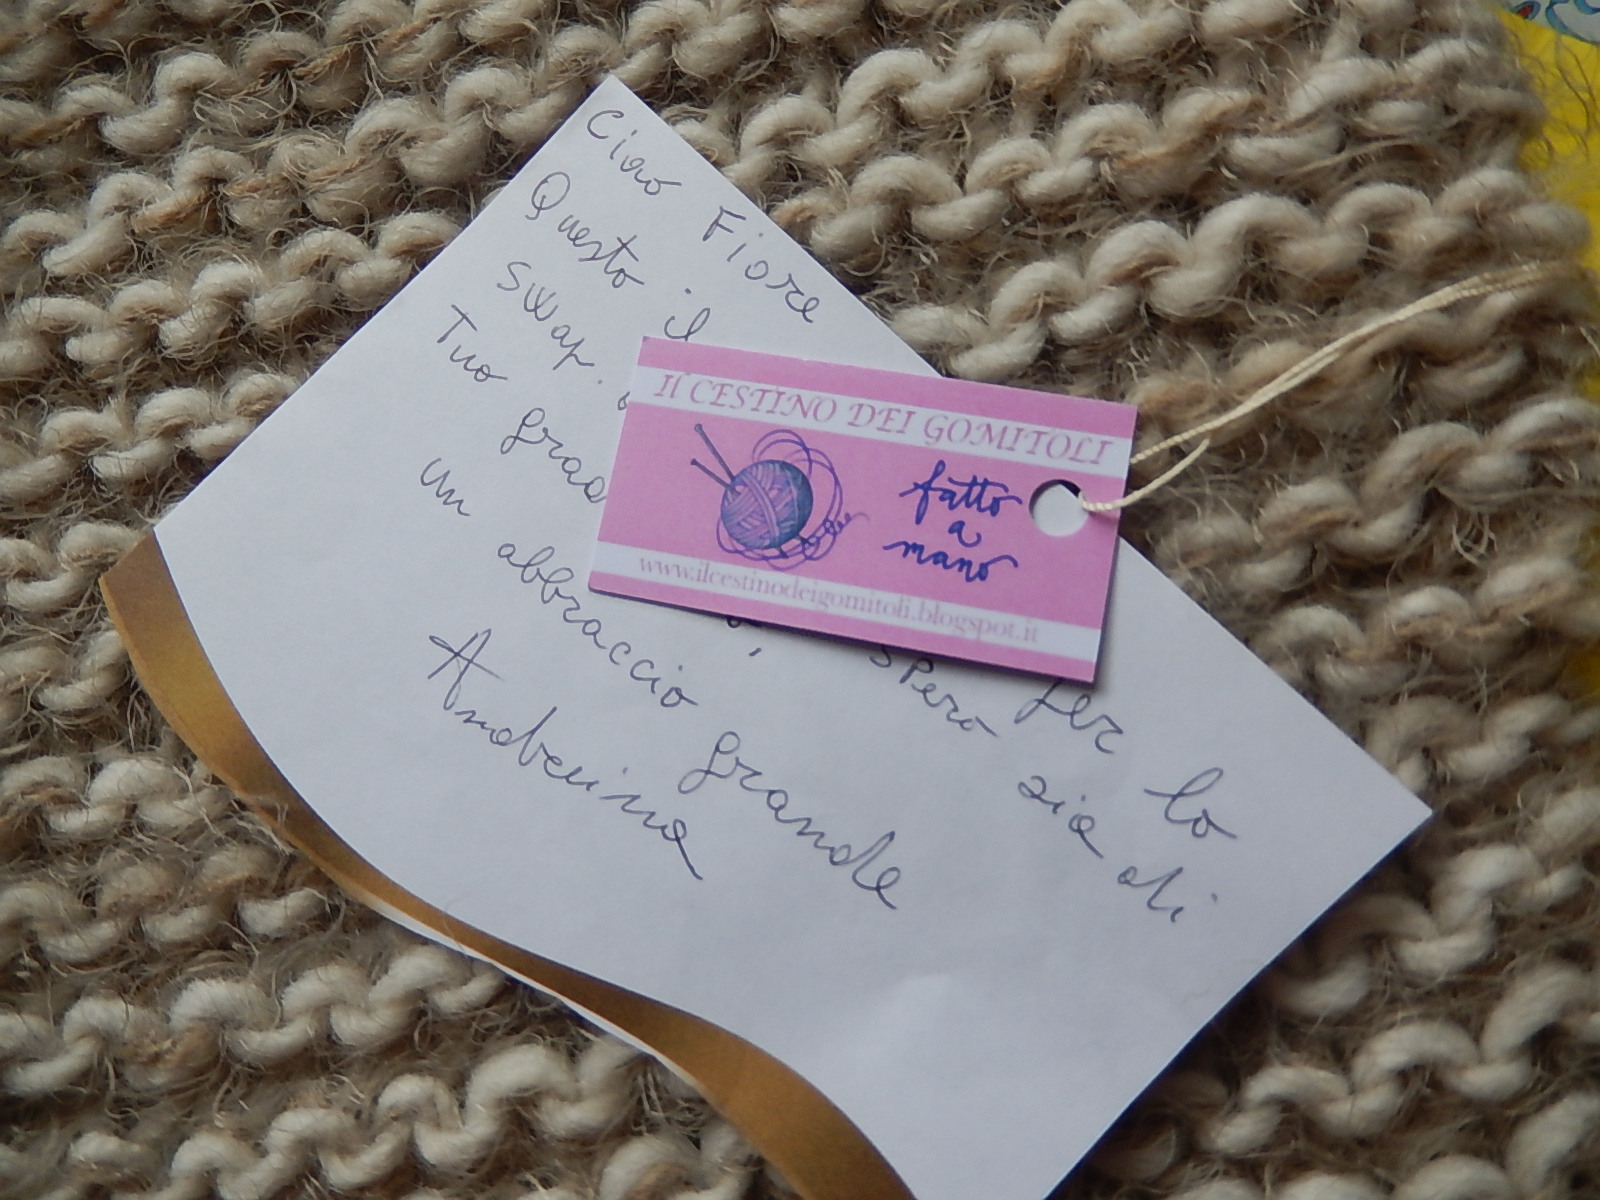 Ciao Fiore
Questo il per lo
swap. spero sia di
Tuo
un abbraccio grande
Anderina
Il CESTINO DEI GOMITOLI
fatto
a
mano
www.ilcestinodeigomitoli.blogspot.it